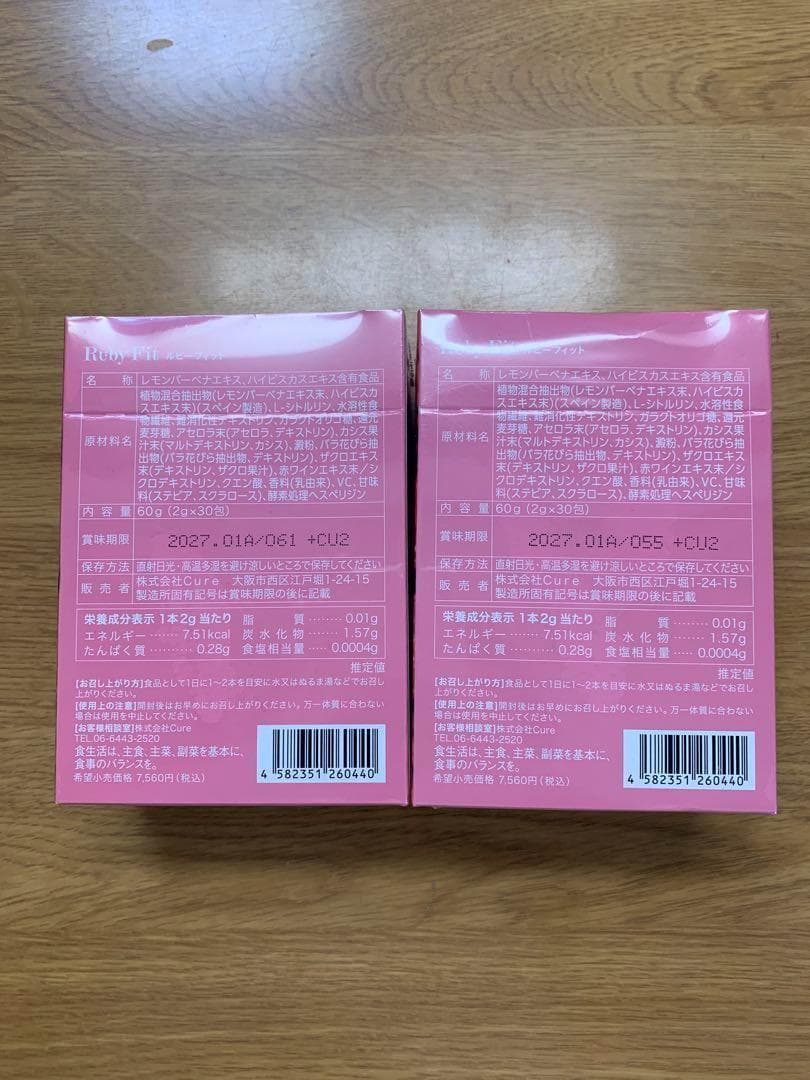 Ruby Fit ルビーフィット
名 称 レモンバーベナエキス、ハイビスカスエキス含有食品
原材料名
植物混合抽出物(レモンバーベナエキス末、ハイビス
カスエキス末)(スペイン製造)、L-シトルリン、水溶性食
物繊維、難消化性デキストリン、ガラクトオリゴ糖、還元
麦芽糖、アセロラ末(アセロラ、デキストリン)、カシス果
汁末(マルトデキストリン、カシス)、澱粉、バラ花びら抽
出物(バラ花びら抽出物、デキストリン)、ザクロエキス
末(デキストリン、ザクロ果汁)、赤ワインエキス末/シ
クロデキストリン、クエン酸、香料(乳由来)、VC、甘味
料(ステビア、スクラロース)、酵素処理ヘスペリジン
内 容 量 60g (2g×30包)
賞味期限 2027.01A/061 +CU2
保存方法 直射日光・高温多湿を避け涼しいところで保存してください
販 売 者 株式会社Cure 大阪市西区江戸堀1-24-15
製造所固有記号は賞味期限の後に記載
栄養成分表示 1本2g 当たり 脂 質 ……… 0.01g
エネルギー ……… 7.51kcal 炭水化物 ……… 1.57g
たんぱく質 ……… 0.28g 食塩相当量 ……… 0.0004g
推定値
【お召し上がり方】食品として1日に1〜2本を目安に水又はぬるま湯などでお召し
上がりください。
【使用上の注意】開封後はお早めにお召し上がりください。万一体質に合わない
場合は使用を中止してください。
【お客様相談室】株式会社Cure
TEL.06-6443-2520
食生活は、主食、主菜、副菜を基本に、
食事のバランスを。
希望小売価格 7,560円(税込)
4 582351 260440
ルビーフィット
名 称 レモンバーベナエキス、ハイビスカスエキス含有食品
原材料名
植物混合抽出物(レモンバーベナエキス末、ハイビス
カスエキス末)(スペイン製造)、L-シトルリン、水溶性食
物繊維、難消化性デキストリン、ガラクトオリゴ糖、還元
麦芽糖、アセロラ末(アセロラ、デキストリン)、カシス果
汁末(マルトデキストリン、カシス)、澱粉、バラ花びら抽
出物(バラ花びら抽出物、デキストリン)、ザクロエキス
末(デキストリン、ザクロ果汁)、赤ワインエキス末/シ
クロデキストリン、クエン酸、香料(乳由来)、VC、甘味
料(ステビア、スクラロース)、酵素処理ヘスペリジン
内 容 量 60g (2g×30包)
賞味期限 2027.01A/055 +CU2
保存方法 直射日光・高温多湿を避け涼しいところで保存してください
販 売 者 株式会社Cure 大阪市西区江戸堀1-24-15
製造所固有記号は賞味期限の後に記載
栄養成分表示 1本2g 当たり 脂 質 ……… 0.01g
エネルギー ……… 7.51kcal 炭水化物 ……… 1.57g
たんぱく質 ……… 0.28g 食塩相当量 ……… 0.0004g
推定値
【お召し上がり方】食品として1日に1〜2本を目安に水又はぬるま湯などでお召し
上がりください。
【使用上の注意】開封後はお早めにお召し上がりください。万一体質に合わない
場合は使用を中止してください。
【お客様相談室】株式会社Cure
TEL.06-6443-2520
食生活は、主食、主菜、副菜を基本に、
食事のバランスを。
希望小売価格 7,560円(税込)
4 582351 260440